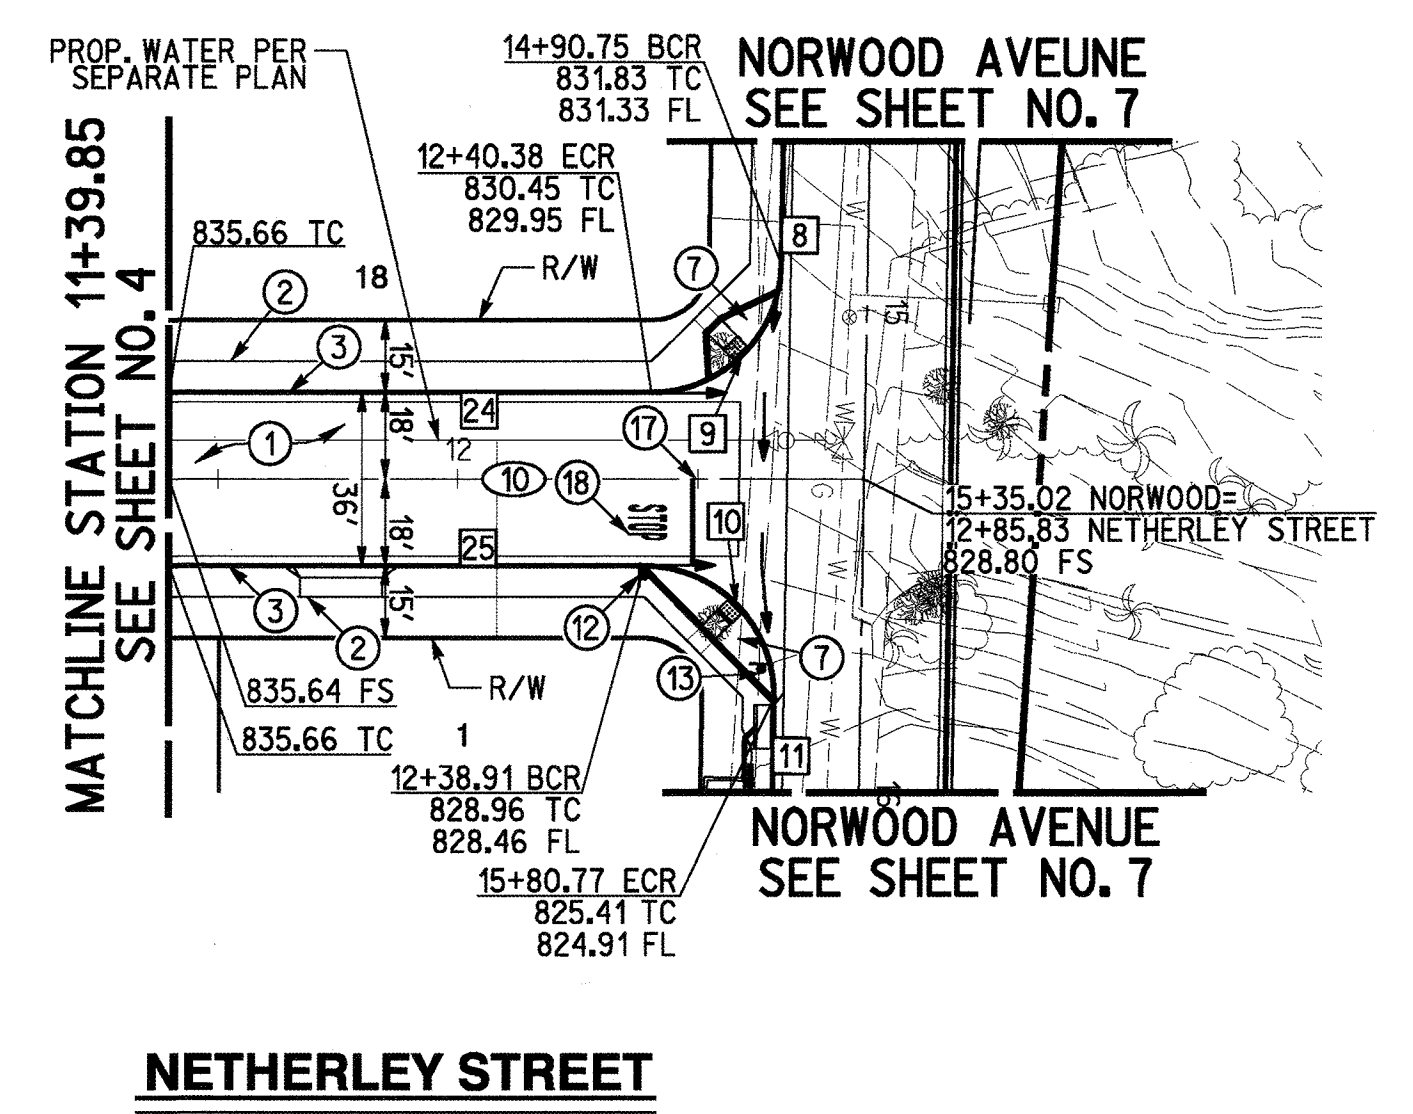 PROP. WATER PER
SEPARATE PLAN
14+90.75 BCR
831.83 TC
831.33 FL
NORWOOD AVEUNE
SEE SHEET NO. 7
12+40.38 ECR
830.45 TC
829.95 FL
MATCHLINE STATION 11+39.85
SEE SHEET NO. 4
835.66 TC
R/W
18
2
7
8
3
15'
15
W
24
18'
9
17
1
12
W
10
18
36'
G
STOP
10
15+35.02 NORWOOD=
12+85.83 NETHERLEY STREET
828.80 FS
18'
25
3
15'
2
12
7
13
W
835.64 FS
R/W
835.66 TC
1
11
12+38.91 BCR
828.96 TC
828.46 FL
16
NORWOOD AVENUE
SEE SHEET NO. 7
15+80.77 ECR
825.41 TC
824.91 FL
NETHERLEY STREET